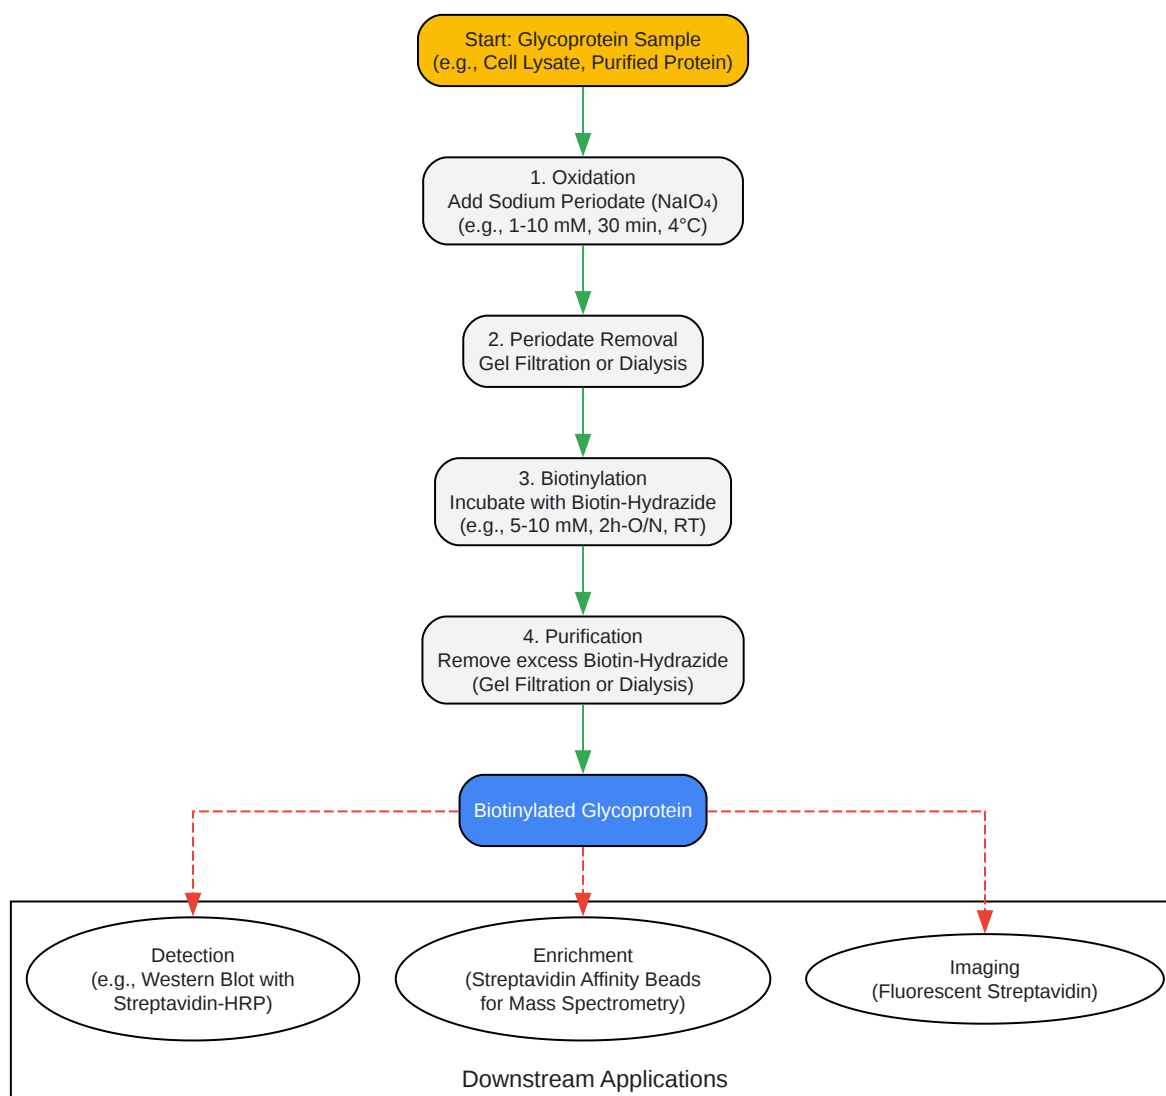 Start: Glycoprotein Sample
(e.g., Cell Lysate, Purified Protein)
1. Oxidation
Add Sodium Periodate (NaIO₄)
(e.g., 1-10 mM, 30 min, 4°C)
2. Periodate Removal
Gel Filtration or Dialysis
3. Biotinylation
Incubate with Biotin-Hydrazide
(e.g., 5-10 mM, 2h-O/N, RT)
4. Purification
Remove excess Biotin-Hydrazide
(Gel Filtration or Dialysis)
Biotinylated Glycoprotein
Detection
(e.g., Western Blot with
Streptavidin-HRP)
Enrichment
(Streptavidin Affinity Beads
for Mass Spectrometry)
Imaging
(Fluorescent Streptavidin)
Downstream Applications